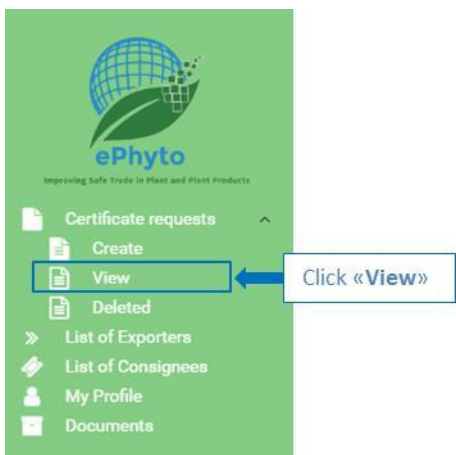 ePhyto
Improving Safe Trade in Plant and Plant Products
Certificate requests
Create
View
Click «View»
Deleted
List of Exporters
List of Consignees
My Profile
Documents